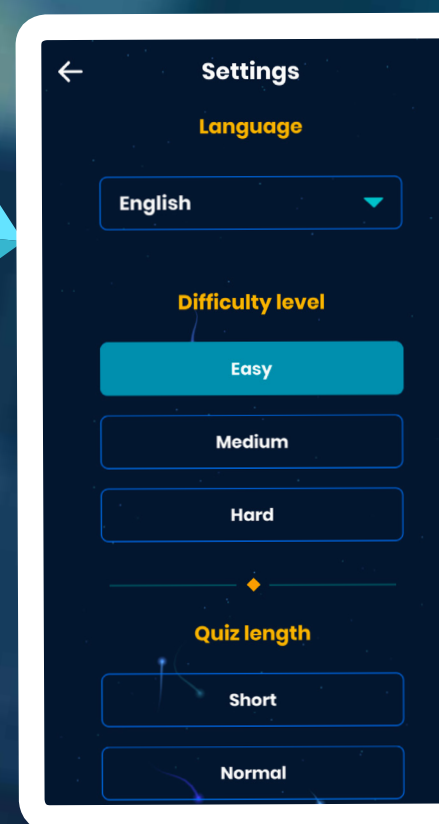 Settings
Language
English
Difficulty level
Easy
Medium
Hard
Quiz length
Short
Normal